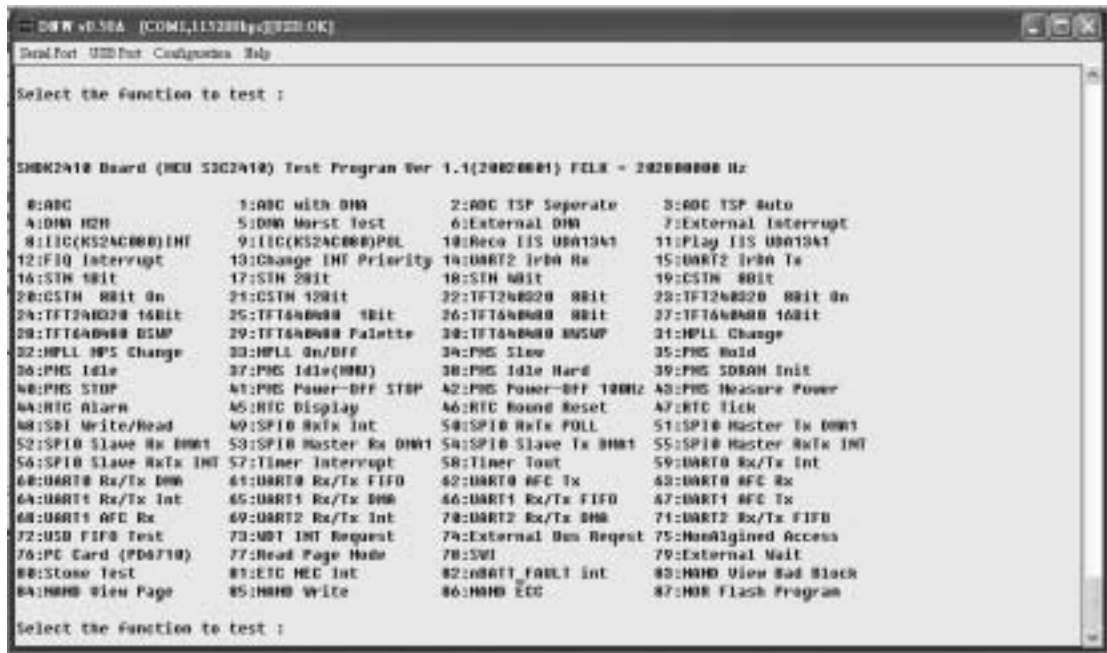 DNW v0.50A [COM1,115200bps][USB:OK]
Serial Port USB Port Configuration Help
Select the function to test :
SMDK2410 Board (MCU S3C2410) Test Program Ver 1.1(20020801) FCLK = 202800000 Hz
0:ADC 1:ADC with DMA 2:ADC TSP Seperate 3:ADC TSP Auto
4:DMA M2M 5:DMA Worst Test 6:External DMA 7:External Interrupt
8:IIC(KS24C080)INT 9:IIC(KS24C080)POL 10:Reco IIS UDA1341 11:Play IIS UDA1341
12:FIQ Interrupt 13:Change INT Priority 14:UART2 IrDA Rx 15:UART2 IrDA Tx
16:STN 1Bit 17:STN 2Bit 18:STN 4Bit 19:CSTN 8Bit
20:CSTN 8Bit On 21:CSTN 12Bit 22:TFT240320 8Bit 23:TFT240320 8Bit On
24:TFT240320 16Bit 25:TFT640480 1Bit 26:TFT640480 8Bit 27:TFT640480 16Bit
28:TFT640480 BSWP 29:TFT640480 Palette 30:TFT640480 HWSWP 31:MPLL Change
32:MPLL MPS Change 33:MPLL On/Off 34:PMS Slow 35:PMS Hold
36:PMS Idle 37:PMS Idle(MMU) 38:PMS Idle Hard 39:PMS SDRAM Init
40:PMS STOP 41:PMS Power-Off STOP 42:PMS Power-Off 100Hz 43:PMS Measure Power
44:RTC Alarm 45:RTC Display 46:RTC Round Reset 47:RTC Tick
48:SDI Write/Read 49:SPI0 RxTx Int 50:SPI0 RxTx POLL 51:SPI0 Master Tx DMA1
52:SPI0 Slave Rx DMA1 53:SPI0 Master Rx DMA1 54:SPI0 Slave Tx DMA1 55:SPI0 Master RxTx INT
56:SPI0 Slave RxTx INT 57:Timer Interrupt 58:Timer Tout 59:UART0 Rx/Tx Int
60:UART0 Rx/Tx DMA 61:UART0 Rx/Tx FIFO 62:UART0 AFC Tx 63:UART0 AFC Rx
64:UART1 Rx/Tx Int 65:UART1 Rx/Tx DMA 66:UART1 Rx/Tx FIFO 67:UART1 AFC Tx
68:UART1 AFC Rx 69:UART2 Rx/Tx Int 70:UART2 Rx/Tx DMA 71:UART2 Rx/Tx FIFO
72:USB FIFO Test 73:WDT INT Request 74:External Bus Reqest 75:NonAlgined Access
76:PC Card (PD6710) 77:Read Page Mode 78:SWI 79:External Wait
80:Stone Test 81:ETC NEC Int 82:nBATT_FAULT int 83:NAND View Bad Block
84:NAND View Page 85:NAND Write 86:NAND ECC 87:NOR Flash Program
Select the function to test :